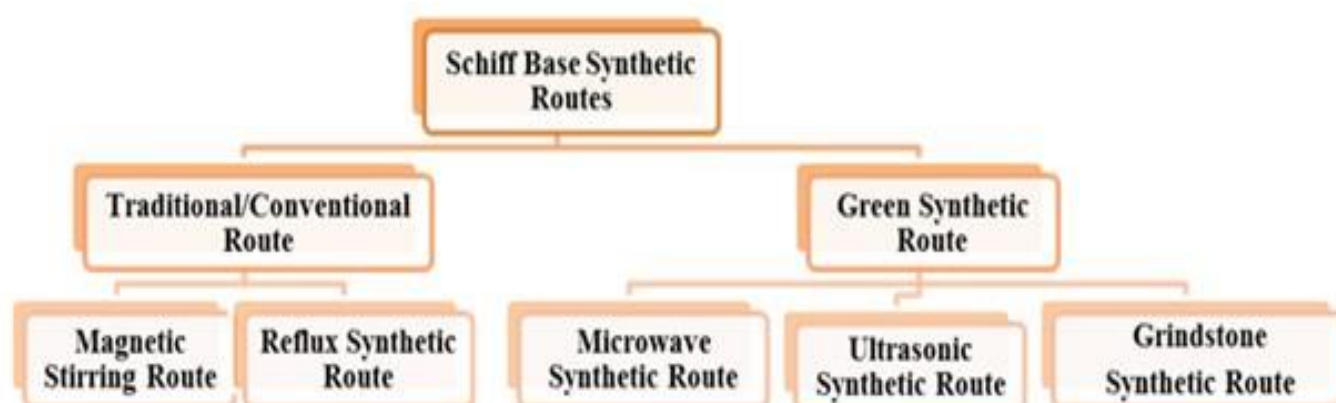 Schiff Base Synthetic
Routes
Traditional/Conventional
Route
Green Synthetic
Route
Magnetic
Stirring Route
Reflux Synthetic
Route
Microwave
Synthetic Route
Ultrasonic
Synthetic Route
Grindstone
Synthetic Route